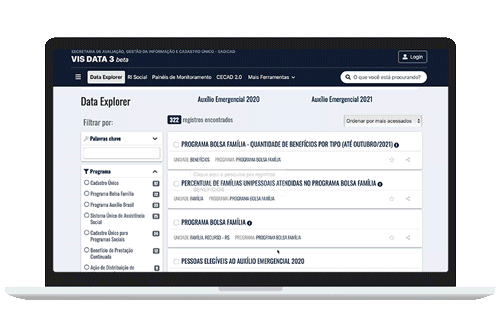 SECRETARIA DE AVALIAÇÃO, GESTÃO DA INFORMAÇÃO E CADASTRO ÚNICO - SAGICAD
VIS DATA 3 beta
Login
Data Explorer RI Social Painéis de Monitoramento CECAD 2.0 Mais Ferramentas
O que você está procurando?
Data Explorer
Auxílio Emergencial 2020 Auxílio Emergencial 2021
Filtrar por:
322 registros encontrados
Ordenar por mais acessados
Palavras chave
Programa
Cadastro Único
Programa Bolsa Família
Programa Auxílio Brasil
Sistema Único de Assistência Social
Cadastro Único para Programas Sociais
Benefício de Prestação Continuada
Ação de Distribuição de
PROGRAMA BOLSA FAMÍLIA - QUANTIDADE DE BENEFÍCIOS POR TIPO (ATÉ OUTUBRO/2021)
UNIDADE: BENEFÍCIOS PROGRAMA: PROGRAMA BOLSA FAMÍLIA
Clique aqui e pesquise por registros
PERCENTUAL DE FAMÍLIAS UNIPESSOAIS ATENDIDAS NO PROGRAMA BOLSA FAMÍLIA
UNIDADE: FAMÍLIA PROGRAMA: PROGRAMA BOLSA FAMÍLIA
PROGRAMA BOLSA FAMÍLIA
UNIDADE: FAMÍLIA, RECURSO - R$ PROGRAMA: PROGRAMA BOLSA FAMÍLIA
PESSOAS ELEGÍVEIS AO AUXÍLIO EMERGENCIAL 2020